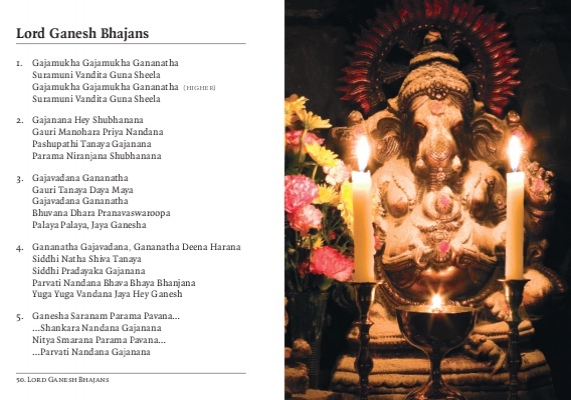 Lord Ganesh Bhajans
1. Gajamukha Gajamukha Gananatha
Suramuni Vandita Guna Sheela
Gajamukha Gajamukha Gananatha (HIGHER)
Suramuni Vandita Guna Sheela
2. Gajanana Hey Shubhanana
Gauri Manohara Priya Nandana
Pashupathi Tanaya Gajanana
Parama Niranjana Shubhanana
3. Gajavadana Gananatha
Gauri Tanaya Daya Maya
Gajavadana Gananatha
Bhuvana Dhara Pranavaswaroopa
Palaya Palaya, Jaya Ganesha
4. Gananatha Gajavadana, Gananatha Deena Harana
Siddhi Natha Shiva Tanaya
Siddhi Pradayaka Gajanana
Parvati Nandana Bhava Bhaya Bhanjana
Yuga Yuga Vandana Jaya Hey Ganesh
5. Ganesha Saranam Parama Pavana...
...Shankara Nandana Gajanana
Nitya Smarana Parama Pavana...
...Parvati Nandana Gajanana
50. LORD GANESH BHAJANS